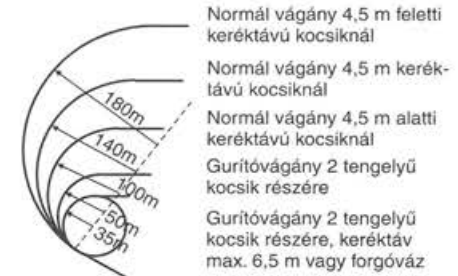 Normál vágány 4,5 m feletti
keréktávú kocsiknál
Normál vágány 4,5 m kerék-
távú kocsiknál
Normál vágány 4,5 m alatti
keréktávú kocsiknál
Gurítóvágány 2 tengelyű
kocsik részére
Gurítóvágány 2 tengelyű
kocsik részére, keréktáv
max. 6,5 m vagy forgóváz
180m
140m
100m
50m
35m